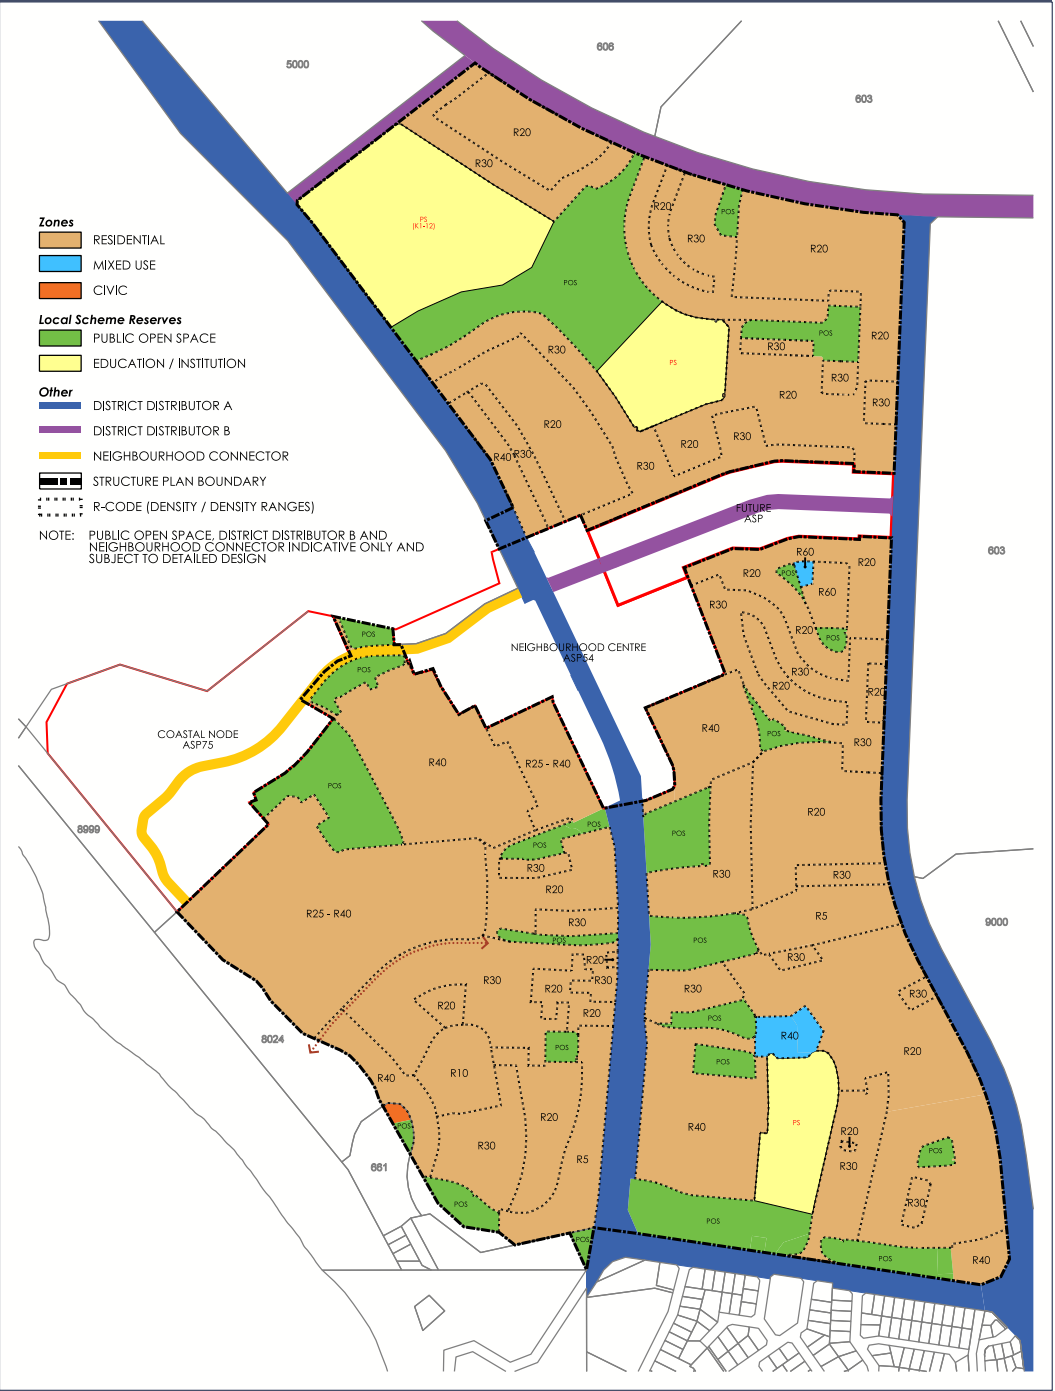 5000
606
603
R20
R30
PS
(K1-12)
R20
POS
R30
R20
POS
Zones
RESIDENTIAL
MIXED USE
CIVIC
Local Scheme Reserves
PUBLIC OPEN SPACE
EDUCATION / INSTITUTION
Other
DISTRICT DISTRIBUTOR A
DISTRICT DISTRIBUTOR B
NEIGHBOURHOOD CONNECTOR
STRUCTURE PLAN BOUNDARY
R-CODE (DENSITY / DENSITY RANGES)
NOTE: PUBLIC OPEN SPACE, DISTRICT DISTRIBUTOR B AND
NEIGHBOURHOOD CONNECTOR INDICATIVE ONLY AND
SUBJECT TO DETAILED DESIGN
POS
R20
R30
R30
PS
R30
R20
R30
R20
R20
R30
R40
R30
R30
R20
FUTURE
ASP
603
R60
R20
R20
POS
R60
R30
R20
POS
POS
NEIGHBOURHOOD CENTRE
ASP54
POS
R30
R20
R20
COASTAL NODE
ASP75
R40
POS
R30
R40
R25 - R40
POS
R20
8999
POS
POS
POS
R30
R30
R30
R20
R25 - R40
R30
R5
9000
POS
POS
R20
R30
R30
R30
R20
R30
R30
R20
R20
POS
8024
R40
POS
R20
POS
R10
R40
R20
R40
R20
POS
R30
POS
R5
R30
661
PS
POS
R30
POS
POS
POS
R40